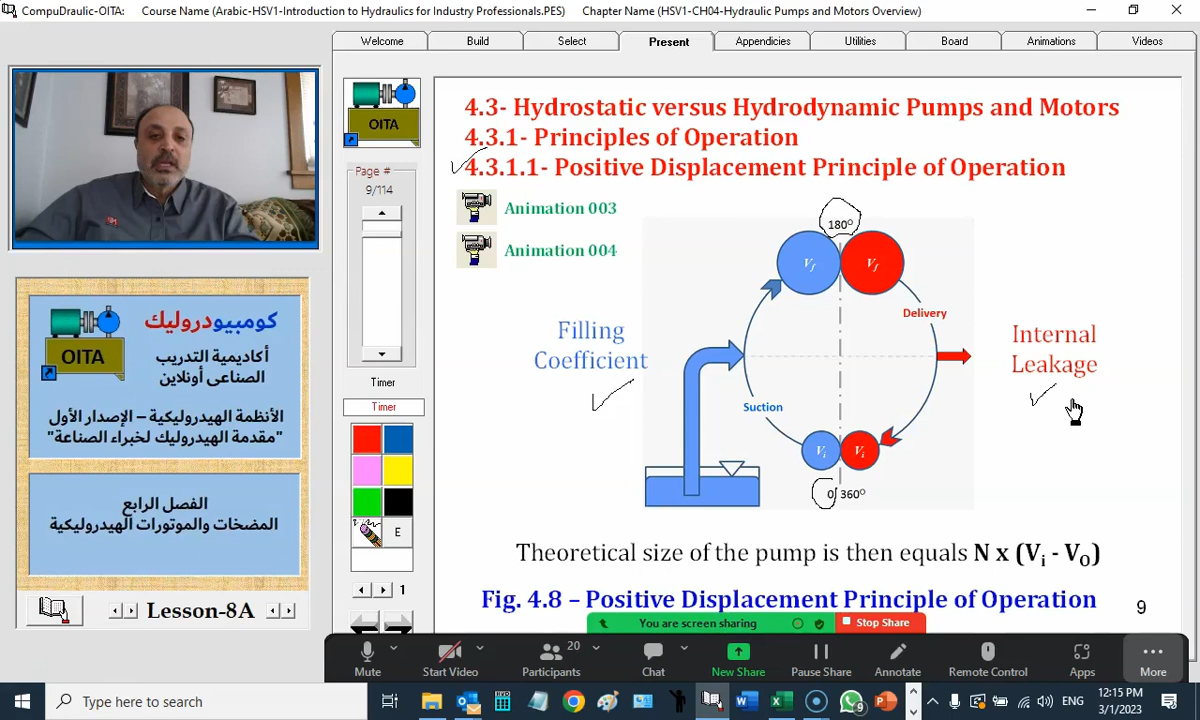 CompuDraulic-OITA: Course Name (Arabic-HSV1-Introduction to Hydraulics for Industry Professionals.PES) Chapter Name (HSV1-CH04-Hydraulic Pumps and Motors Overview)
Welcome Build Select Present Appendicies Utilities Board Animations Videos
OITA
Page #
9/114
Timer
Timer
E
1
4.3- Hydrostatic versus Hydrodynamic Pumps and Motors
4.3.1- Principles of Operation
4.3.1.1- Positive Displacement Principle of Operation
Animation 003
Animation 004
180°
Vf Vf
Delivery
Filling
Coefficient
Internal
Leakage
Suction
Vi Vi
0/360°
Theoretical size of the pump is then equals N x (Vi - VO)
Fig. 4.8 – Positive Displacement Principle of Operation
9
كومبيودروليك
OITA
أكاديمية التدريب
الصناعى أونلاين
الأنظمة الهيدروليكية – الإصدار الأول
"مقدمة الهيدروليك لخبراء الصناعة"
الفصل الرابع
المضخات والموتورات الهيدروليكية
Lesson-8A
You are screen sharing Stop Share
20
Mute Start Video Participants Chat New Share Pause Share Annotate Remote Control Apps More
Type here to search
9
ENG
12:15 PM
3/1/2023